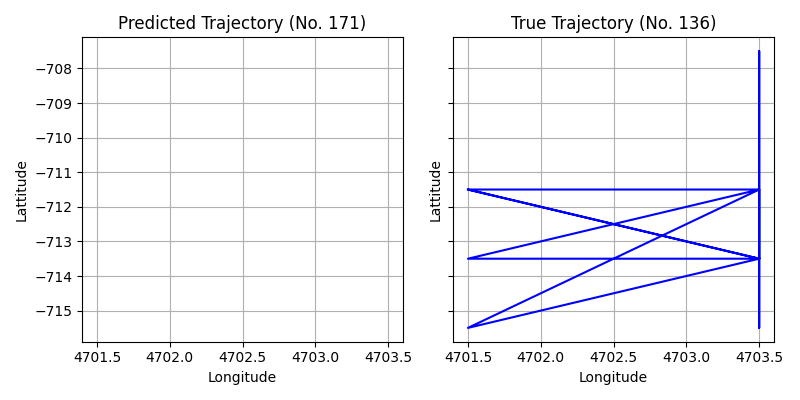 Predicted Trajectory (No. 171)
True Trajectory (No. 136)
−708
−709
−710
−711
−712
−713
−714
−715
Lattitude
Lattitude
4701.5 4702.0 4702.5 4703.0 4703.5
4701.5 4702.0 4702.5 4703.0 4703.5
Longitude
Longitude